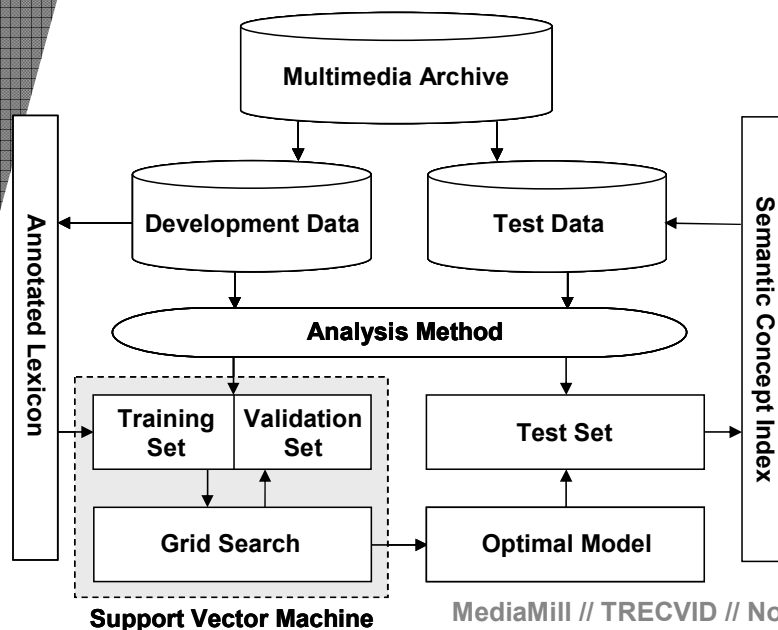 Multimedia Archive
Development Data
Test Data
Annotated Lexicon
Semantic Concept Index
Analysis Method
Training
Set
Validation
Set
Test Set
Grid Search
Optimal Model
Support Vector Machine
MediaMill // TRECVID //